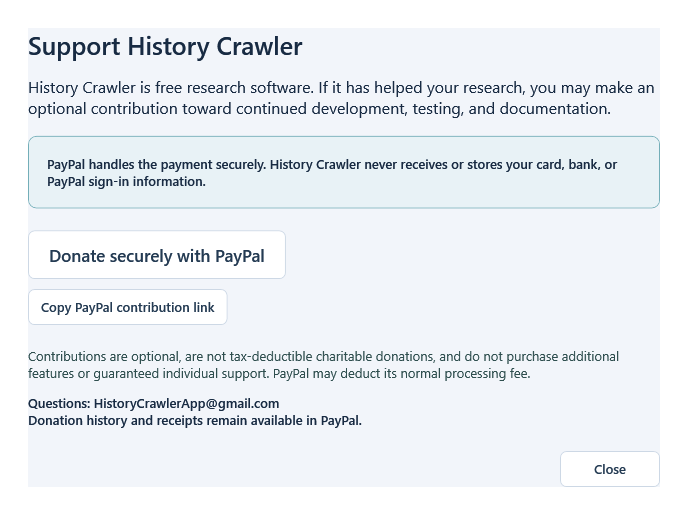 Support History Crawler
History Crawler is free research software. If it has helped your research, you may make an
optional contribution toward continued development, testing, and documentation.
PayPal handles the payment securely. History Crawler never receives or stores your card, bank, or
PayPal sign-in information.
Donate securely with PayPal
Copy PayPal contribution link
Contributions are optional, are not tax-deductible charitable donations, and do not purchase additional
features or guaranteed individual support. PayPal may deduct its normal processing fee.
Questions: HistoryCrawlerApp@gmail.com
Donation history and receipts remain available in PayPal.
Close